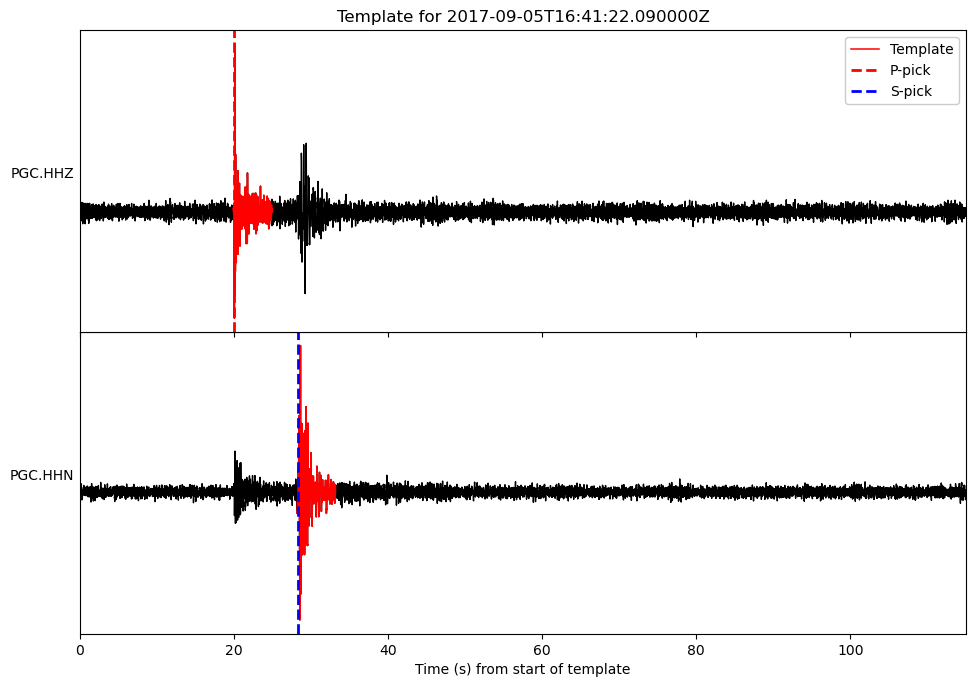 Template for 2017-09-05T16:41:22.090000Z
Template
P-pick
S-pick
PGC.HHZ
PGC.HHN
0 20 40 60 80 100
Time (s) from start of template